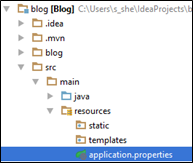 blog [Blog] C:\Users\s_she\IdeaProjects\b
.idea
.mvn
blog
src
main
java
resources
static
templates
application.properties